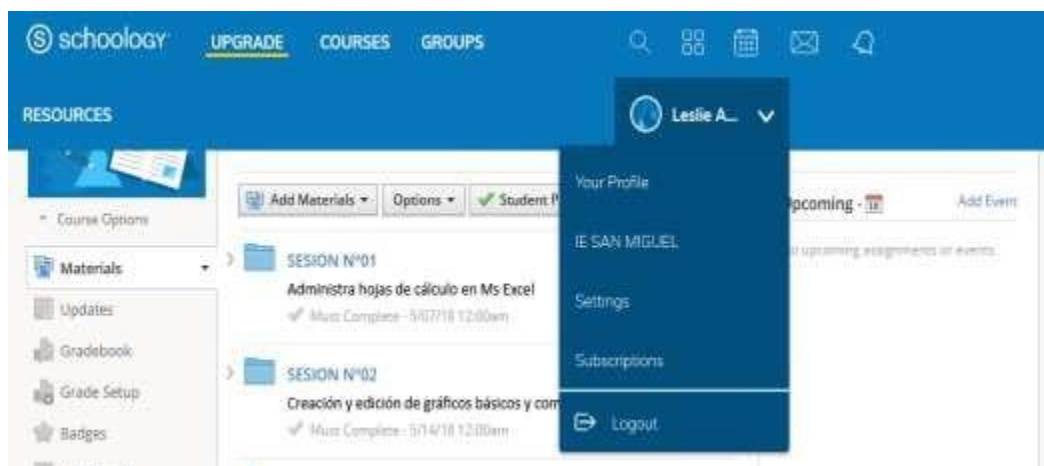 schoology UPGRADE COURSES GROUPS
RESOURCES
Leslie A...
Your Profile
IE SAN MIGUEL
Settings
Subscriptions
Logout
Course Options
Materials
Updates
Gradebook
Grade Setup
Badges
Add Materials Options Student P
SESION N°01
Administra hojas de cálculo en Ms Excel
Must Complete - 5/07/18 12:00am
SESION N°02
Creación y edición de gráficos básicos y com
Must Complete - 5/14/18 12:00am
pcoming - Add Event
upcoming assignments or events